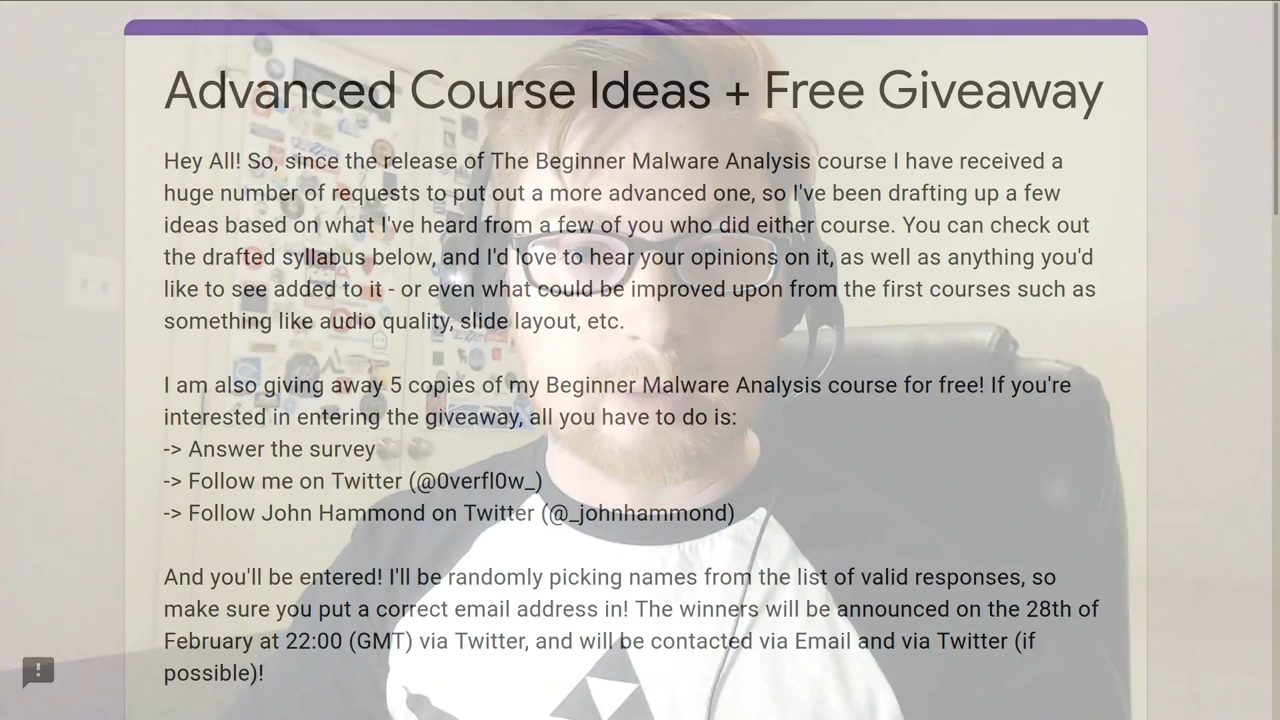 Advanced Course Ideas + Free Giveaway
Hey All! So, since the release of The Beginner Malware Analysis course I have received a
huge number of requests to put out a more advanced one, so I've been drafting up a few
ideas based on what I've heard from a few of you who did either course. You can check out
the drafted syllabus below, and I'd love to hear your opinions on it, as well as anything you'd
like to see added to it - or even what could be improved upon from the first courses such as
something like audio quality, slide layout, etc.
I am also giving away 5 copies of my Beginner Malware Analysis course for free! If you're
interested in entering the giveaway, all you have to do is:
-> Answer the survey
-> Follow me on Twitter (@0verfl0w_)
-> Follow John Hammond on Twitter (@_johnhammond)
And you'll be entered! I'll be randomly picking names from the list of valid responses, so
make sure you put a correct email address in! The winners will be announced on the 28th of
February at 22:00 (GMT) via Twitter, and will be contacted via Email and via Twitter (if
possible)!